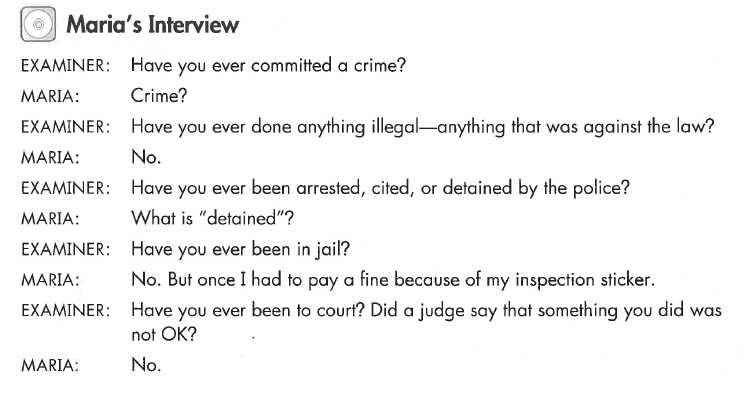 Maria's Interview
EXAMINER: Have you ever committed a crime?
MARIA: Crime?
EXAMINER: Have you ever done anything illegal—anything that was against the law?
MARIA: No.
EXAMINER: Have you ever been arrested, cited, or detained by the police?
MARIA: What is "detained"?
EXAMINER: Have you ever been in jail?
MARIA: No. But once I had to pay a fine because of my inspection sticker.
EXAMINER: Have you ever been to court? Did a judge say that something you did was
not OK?
MARIA: No.